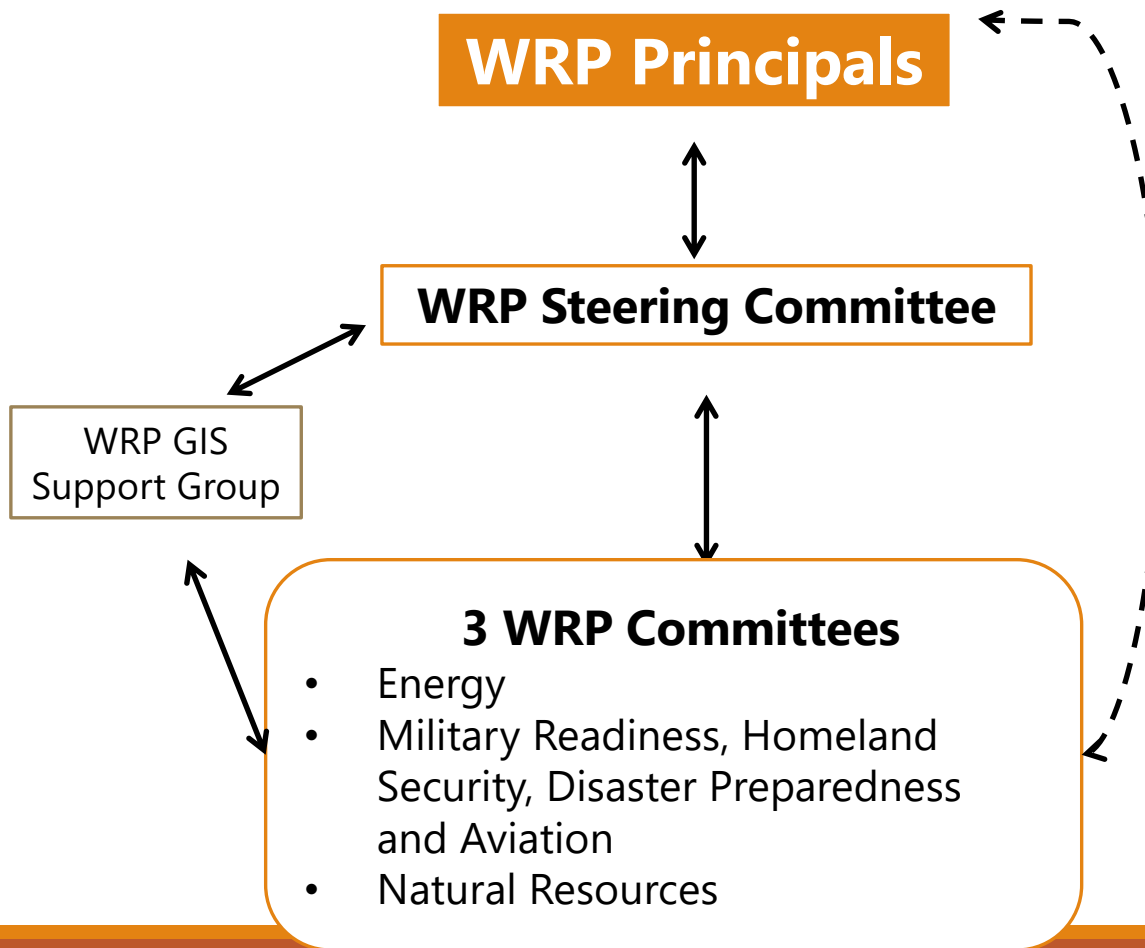 WRP Principals
WRP Steering Committee
WRP GIS
Support Group
3 WRP Committees
• Energy
• Military Readiness, Homeland
Security, Disaster Preparedness
and Aviation
• Natural Resources